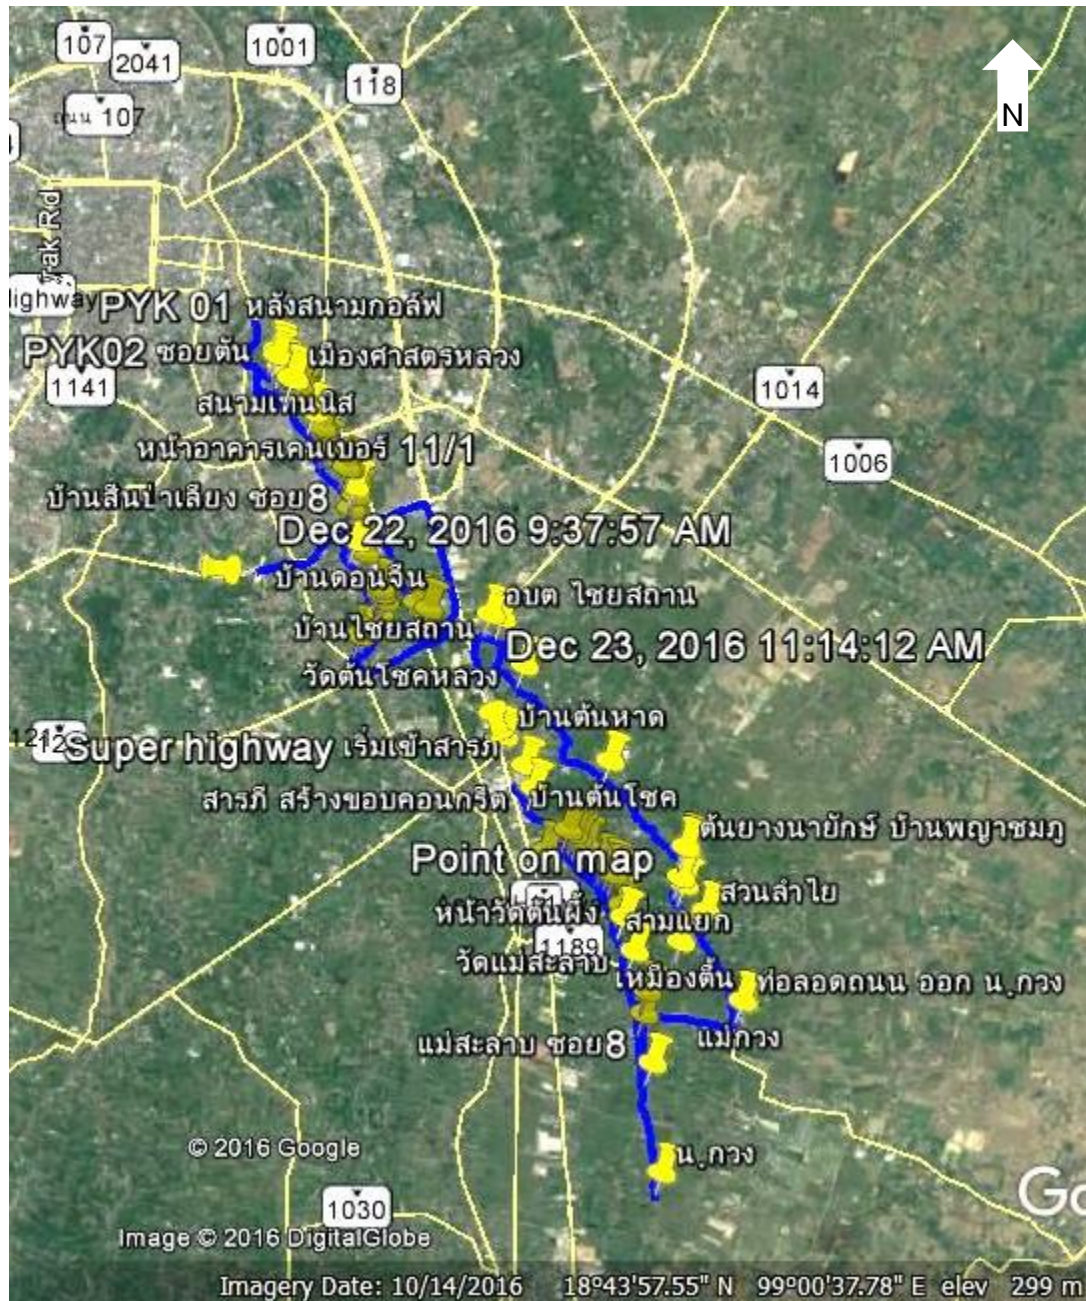 107
2041
1001
118
N
ถนน 107
rak Rd
ighway
PYK 01 หลังสนามกอล์ฟ
PYK02 ซอยตัน
เมืองศาสตรหลวง
1141
1014
สนามเทนนิส
หน้าอาคารเคนเบอร์ 11/1
1006
บ้านสันป่าเลียง ซอย8
Dec 22, 2016 9:37:57 AM
บ้านดอนจีน
อบต ไชยสถาน
บ้านไชยสถาน
Dec 23, 2016 11:14:12 AM
วัดต้นโชคหลวง
บ้านต้นหาด
Super highway
เริ่มเข้าสารภี
สารภี สร้างขอบคอนกรีต
บ้านต้นโชค
ต้นยางนายักษ์ บ้านพญาชมภู
Point on map
สวนลำไย
หน้าวัดต้นผึ้ง
สามแยก
1189
วัดแม่สะลาบ
เหมืองตื้น
ท่อลอดถนน ออก น.กวง
แม่สะลาบ ซอย8
แม่กวง
© 2016 Google
น.กวง
Go
1030
Image © 2016 DigitalGlobe
Imagery Date: 10/14/2016 18°43'57.55" N 99°00'37.78" E elev 299 m